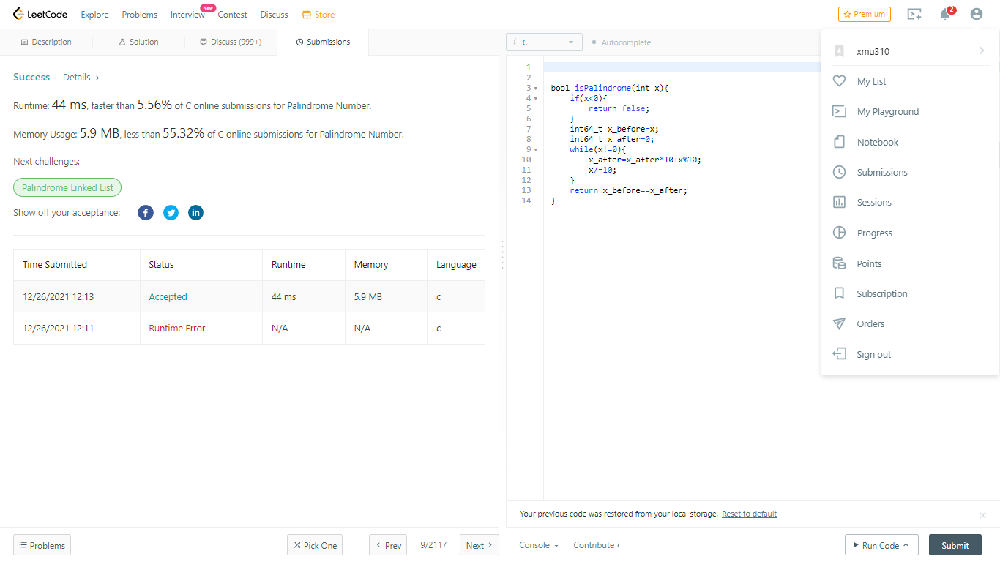 LeetCode Explore Problems Interview New Contest Discuss Store Premium 2
Description Solution Discuss (999+) Submissions
i C Autocomplete
Success Details ›
Runtime: 44 ms, faster than 5.56% of C online submissions for Palindrome Number.
Memory Usage: 5.9 MB, less than 55.32% of C online submissions for Palindrome Number.
Next challenges:
Palindrome Linked List
Show off your acceptance:
Time Submitted Status Runtime Memory Language
12/26/2021 12:13 Accepted 44 ms 5.9 MB c
12/26/2021 12:11 Runtime Error N/A N/A c
1
2
3 bool isPalindrome(int x){
4 if(x<0){
5 return false;
6 }
7 int64_t x_before=x;
8 int64_t x_after=0;
9 while(x!=0){
10 x_after=x_after*10+x%10;
11 x/=10;
12 }
13 return x_before==x_after;
14 }
xmu310
My List
My Playground
Notebook
Submissions
Sessions
Progress
Points
Subscription
Orders
Sign out
Your previous code was restored from your local storage. Reset to default
Problems Pick One ‹ Prev 9/2117 Next › Console Contribute i Run Code Submit